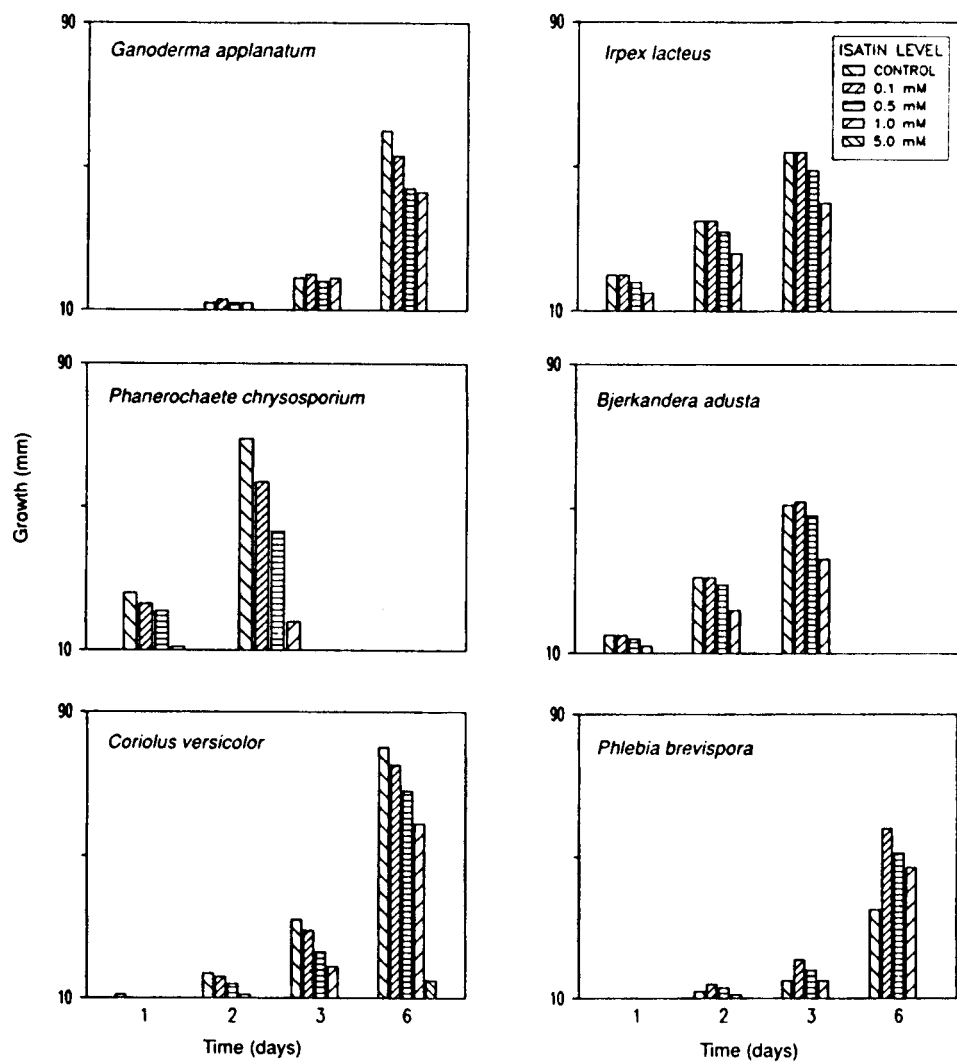 90
Ganoderma applanatum
10
90
Irpex lacteus
ISATIN LEVEL
CONTROL
0.1 mM
0.5 mM
1.0 mM
5.0 mM
10
90
Phanerochaete chrysosporium
10
90
Bjerkandera adusta
10
Growth (mm)
90
Coriolus versicolor
10
1 2 3 6
Time (days)
90
Phlebia brevispora
10
1 2 3 6
Time (days)